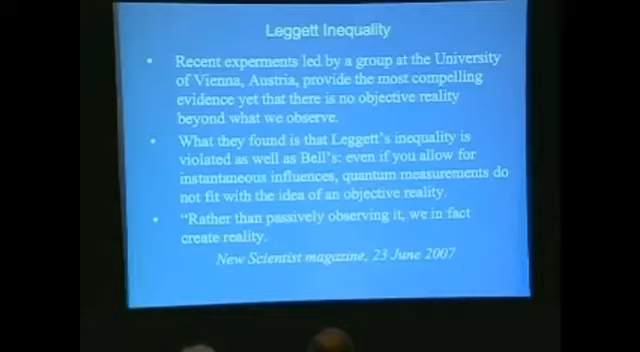 Leggett Inequality
• Recent experments led by a group at the University
of Vienna, Austria, provide the most compelling
evidence yet that there is no objective reality
beyond what we observe.
• What they found is that Leggett's inequality is
violated as well as Bell's: even if you allow for
instantaneous influences, quantum measurements do
not fit with the idea of an objective reality.
• "Rather than passively observing it, we in fact
create reality.
New Scientist magazine, 23 June 2007